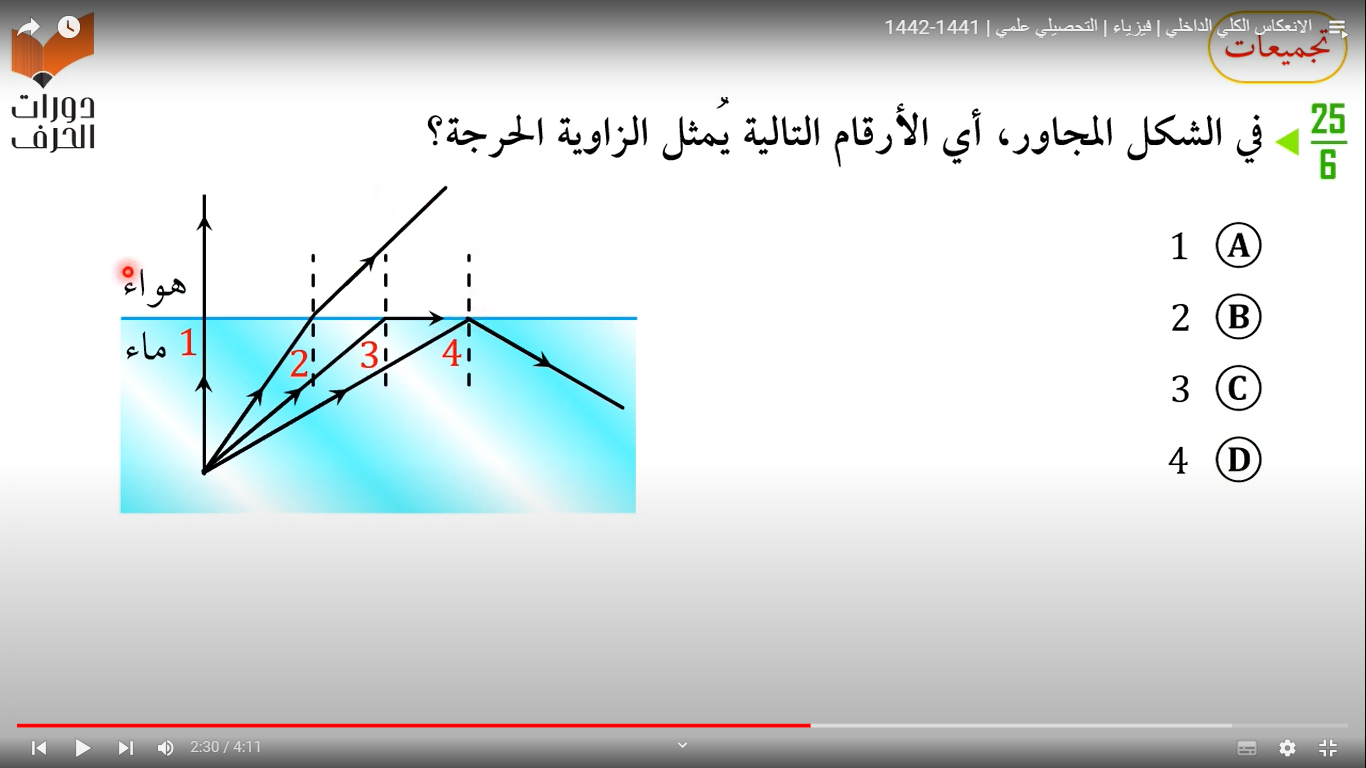 الانعكاس الكلي الداخلي | فيزياء | التحصيلي علمي | 1441-1442
تجميعات
دورات
الحرف
25
6
في الشكل المجاور، أي الأرقام التالية يُمثل الزاوية الحرجة؟
A 1
B 2
C 3
D 4
هواء
ماء 1
2 3 4
2:30 / 4:11